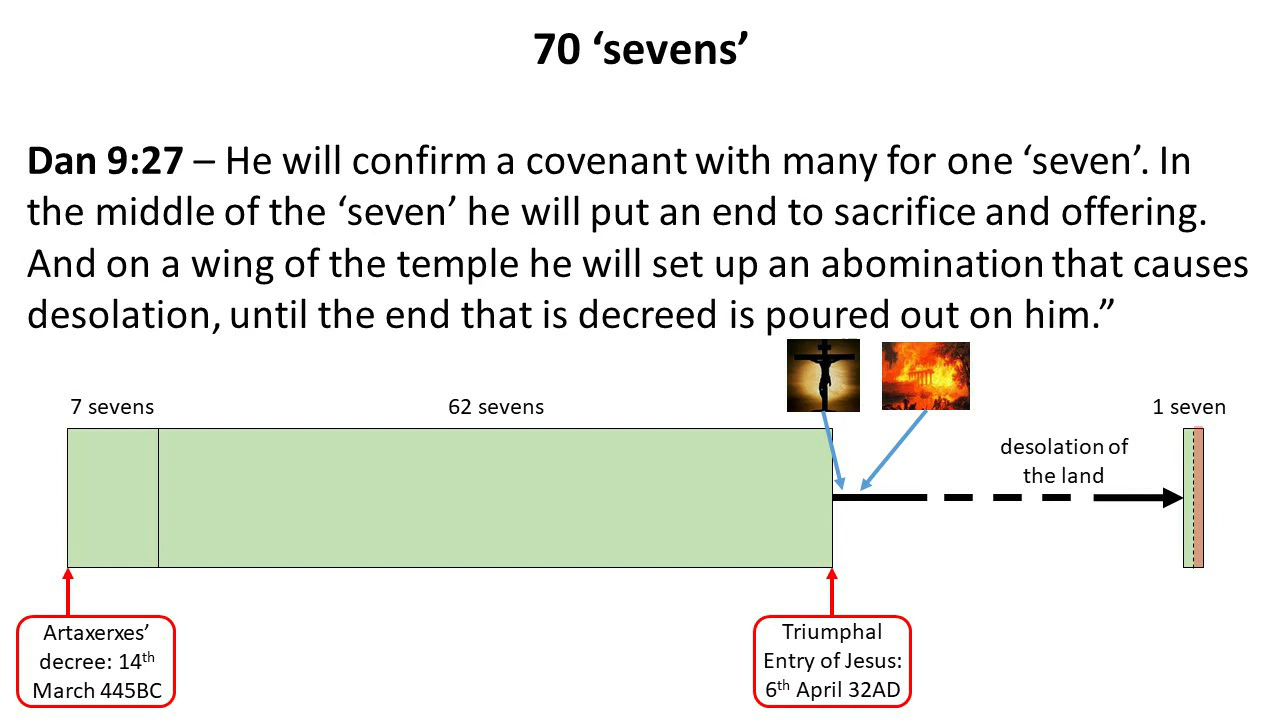 70 ‘sevens’
Dan 9:27 – He will confirm a covenant with many for one ‘seven’. In
the middle of the ‘seven’ he will put an end to sacrifice and offering.
And on a wing of the temple he will set up an abomination that causes
desolation, until the end that is decreed is poured out on him.”
7 sevens
62 sevens
1 seven
desolation of
the land
Artaxerxes’
decree: 14th
March 445BC
Triumphal
Entry of Jesus:
6th April 32AD